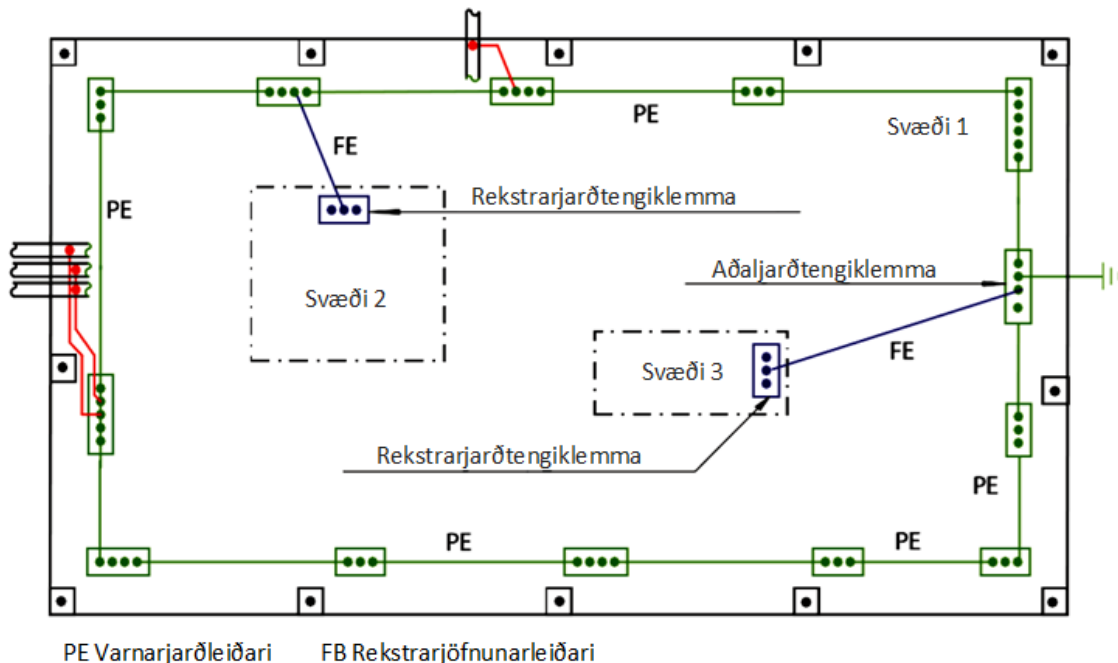 PE
Svæði 1
FE
PE
Rekstrarjarðtengiklemma
Aðaljarðtengiklemma
Svæði 2
FE
Svæði 3
Rekstrarjarðtengiklemma
PE
PE
PE
PE Varnarjarðleiðari FB Rekstrarjöfnunarleiðari